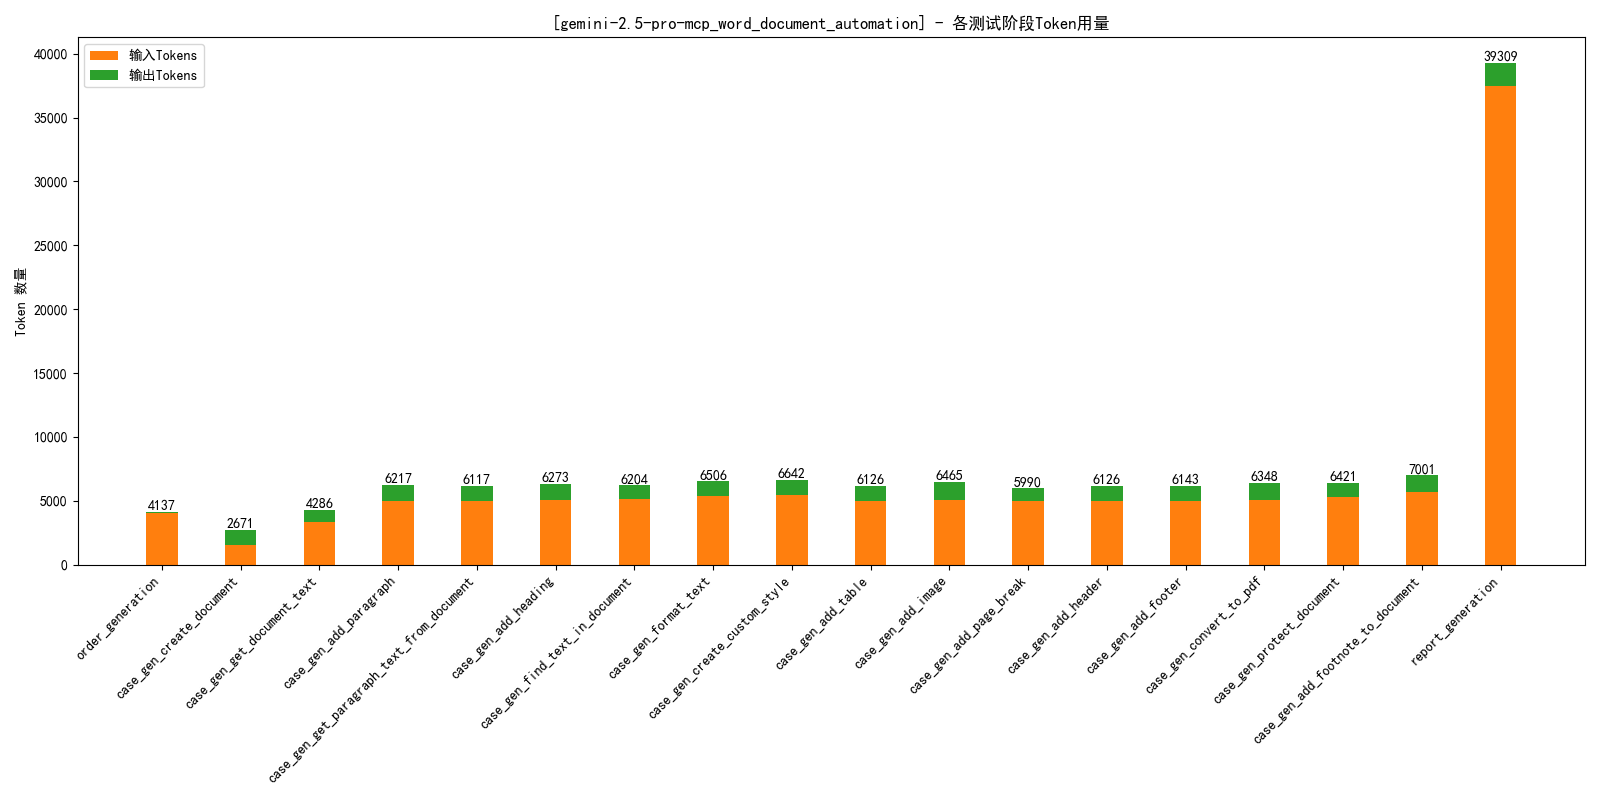 [gemini-2.5-pro-mcp_word_document_automation] - 各测试阶段Token用量
输入Tokens
输出Tokens
Token 数量
40000
35000
30000
25000
20000
15000
10000
5000
0
4137
2671
4286
6217
6117
6273
6204
6506
6642
6126
6465
5990
6126
6143
6348
6421
7001
39309
order_generation
case_gen_create_document
case_gen_get_document_text
case_gen_add_paragraph
case_gen_get_paragraph_text_from_document
case_gen_add_heading
case_gen_find_text_in_document
case_gen_format_text
case_gen_create_custom_style
case_gen_add_table
case_gen_add_image
case_gen_add_page_break
case_gen_add_header
case_gen_add_footer
case_gen_convert_to_pdf
case_gen_protect_document
case_gen_add_footnote_to_document
report_generation